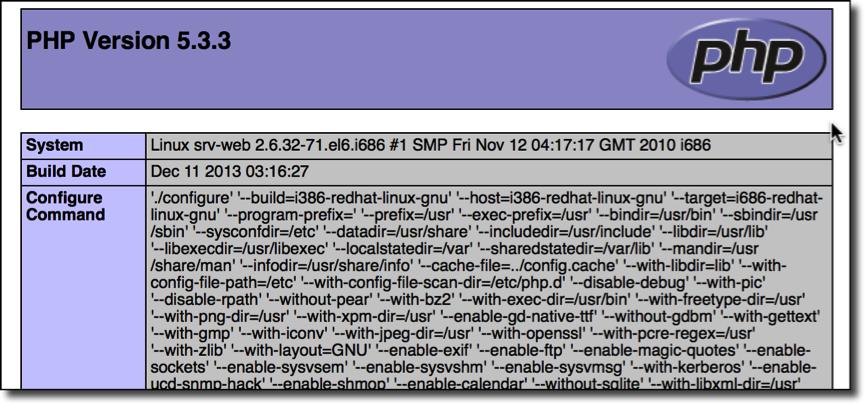 PHP Version 5.3.3
php
System Linux srv-web 2.6.32-71.el6.i686 #1 SMP Fri Nov 12 04:17:17 GMT 2010 i686
Build Date Dec 11 2013 03:16:27
Configure './configure' '--build=i386-redhat-linux-gnu' '--host=i386-redhat-linux-gnu' '--target=i686-redhat-
Command linux-gnu' '--program-prefix=' '--prefix=/usr' '--exec-prefix=/usr' '--bindir=/usr/bin' '--sbindir=/usr
/sbin' '--sysconfdir=/etc' '--datadir=/usr/share' '--includedir=/usr/include' '--libdir=/usr/lib'
'--libexecdir=/usr/libexec' '--localstatedir=/var' '--sharedstatedir=/var/lib' '--mandir=/usr
/share/man' '--infodir=/usr/share/info' '--cache-file=../config.cache' '--with-libdir=lib' '--with-
config-file-path=/etc' '--with-config-file-scan-dir=/etc/php.d' '--disable-debug' '--with-pic'
'--disable-rpath' '--without-pear' '--with-bz2' '--with-exec-dir=/usr/bin' '--with-freetype-dir=/usr'
'--with-png-dir=/usr' '--with-xpm-dir=/usr' '--enable-gd-native-ttf' '--without-gdbm' '--with-gettext'
'--with-gmp' '--with-iconv' '--with-jpeg-dir=/usr' '--with-openssl' '--with-pcre-regex=/usr'
'--with-zlib' '--with-layout=GNU' '--enable-exif' '--enable-ftp' '--enable-magic-quotes' '--enable-
sockets' '--enable-sysvsem' '--enable-sysvshm' '--enable-sysvmsg' '--with-kerberos' '--enable-
ucd-snmp-hack' '--enable-shmop' '--enable-calendar' '--without-sqlite' '--with-libxml-dir=/usr'